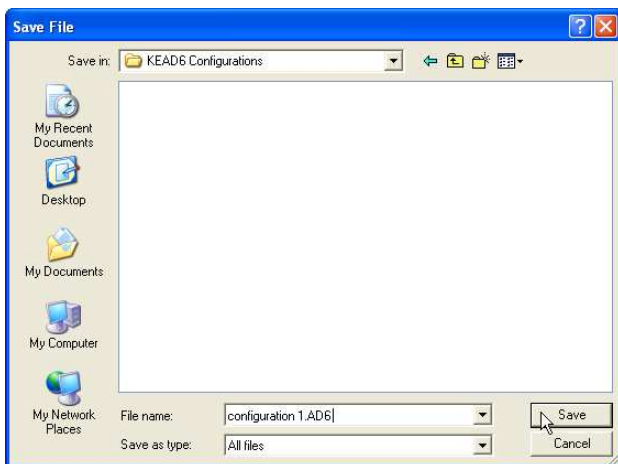 Save File
Save in: KEAD6 Configurations
My Recent
Documents
Desktop
My Documents
My Computer
My Network
Places
File name: configuration 1.AD6
Save
Save as type: All files
Cancel